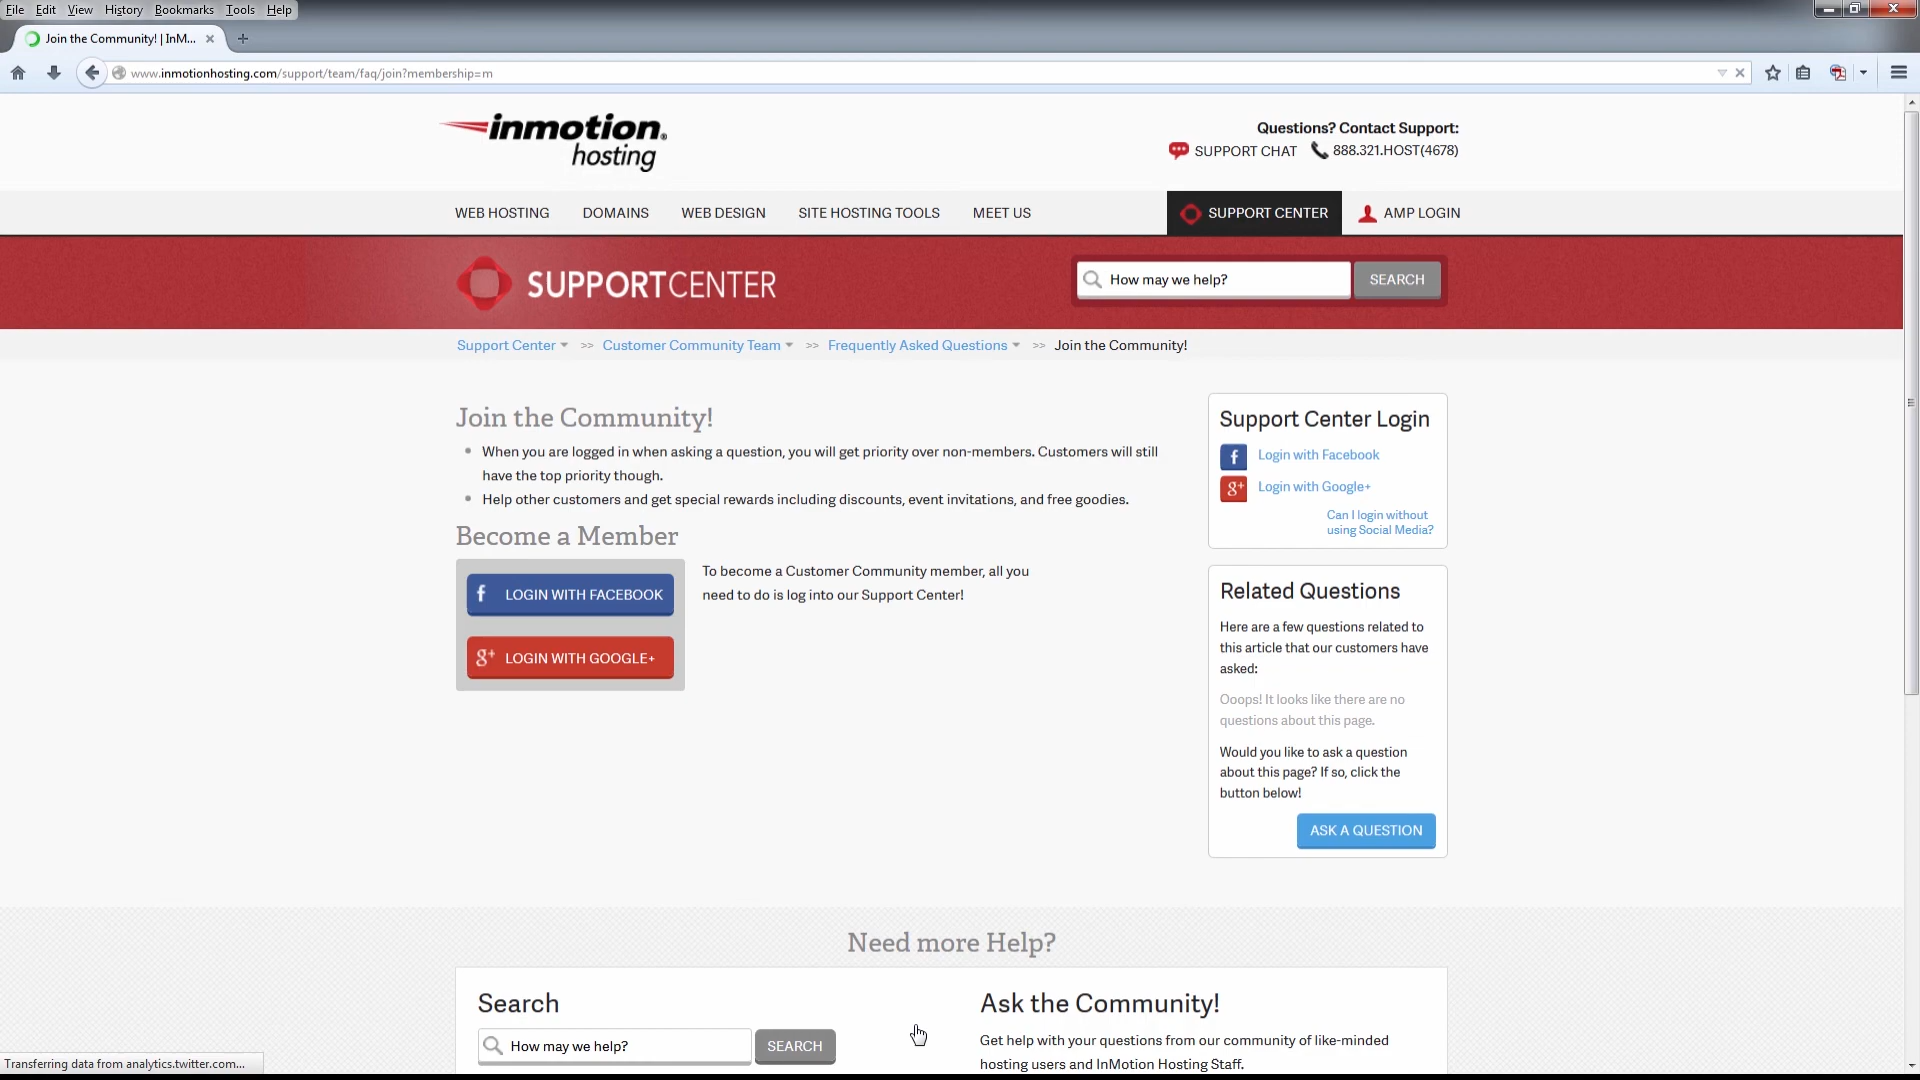 File Edit View History Bookmarks Tools Help
Join the Community! | InM...
www.inmotionhosting.com/support/team/faq/join?membership=m
inmotion®
hosting
Questions? Contact Support:
SUPPORT CHAT 888.321.HOST(4678)
WEB HOSTING DOMAINS WEB DESIGN SITE HOSTING TOOLS MEET US SUPPORT CENTER AMP LOGIN
SUPPORTCENTER
How may we help? SEARCH
Support Center >> Customer Community Team >> Frequently Asked Questions >> Join the Community!
Join the Community!
• When you are logged in when asking a question, you will get priority over non-members. Customers will still
have the top priority though.
• Help other customers and get special rewards including discounts, event invitations, and free goodies.
Become a Member
f LOGIN WITH FACEBOOK
g+ LOGIN WITH GOOGLE+
To become a Customer Community member, all you
need to do is log into our Support Center!
Support Center Login
f Login with Facebook
g+ Login with Google+
Can I login without
using Social Media?
Related Questions
Here are a few questions related to
this article that our customers have
asked:
Ooops! It looks like there are no
questions about this page.
Would you like to ask a question
about this page? If so, click the
button below!
ASK A QUESTION
Need more Help?
Search
How may we help? SEARCH
Ask the Community!
Get help with your questions from our community of like-minded
hosting users and InMotion Hosting Staff.
Transferring data from analytics.twitter.com...